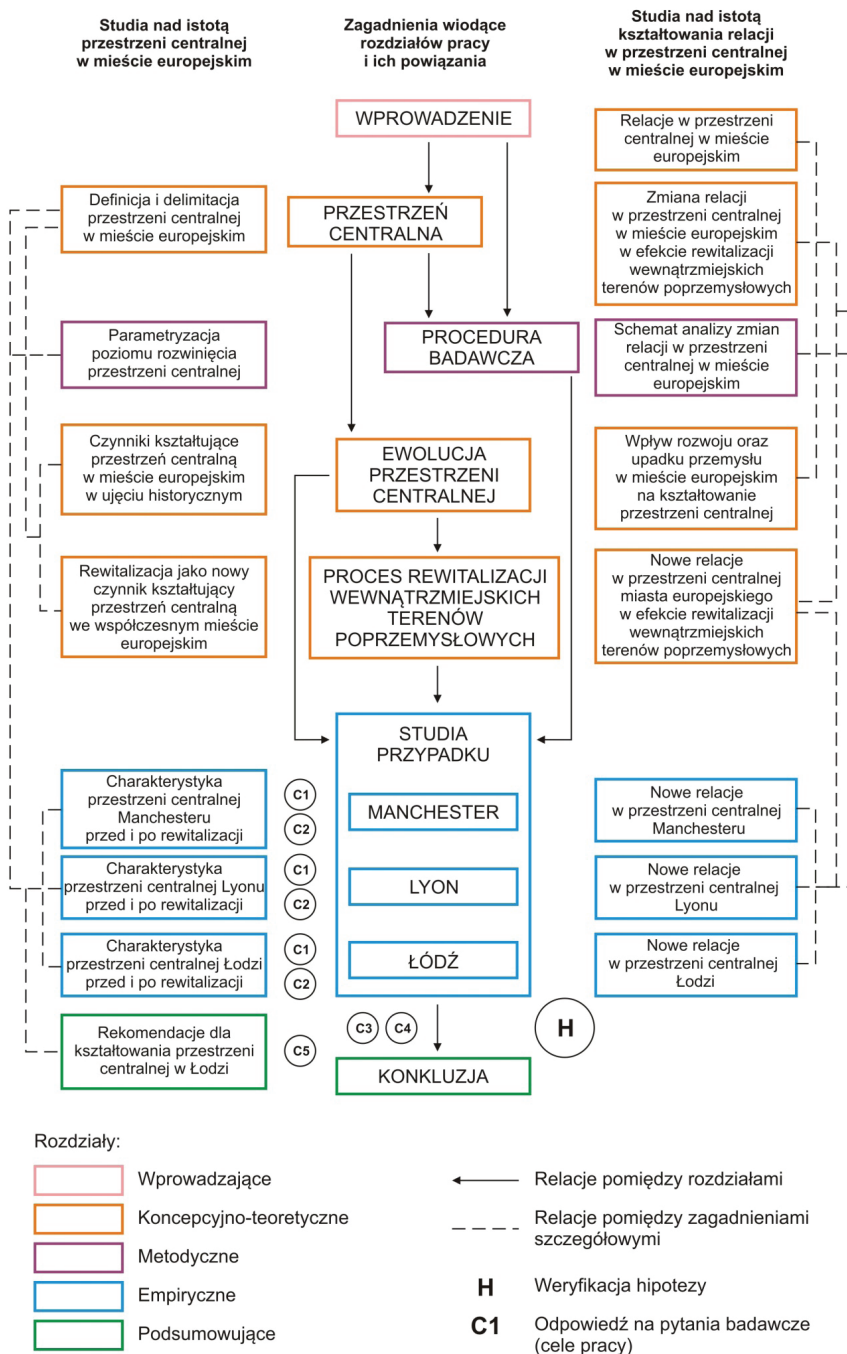 Studia nad istotą
przestrzeni centralnej
w mieście europejskim
Zagadnienia wiodące
rozdziałów pracy
i ich powiązania
Studia nad istotą
kształtowania relacji
w przestrzeni centralnej
w mieście europejskim
WPROWADZENIE
Relacje w przestrzeni
centralnej w mieście
europejskim
Definicja i delimitacja
przestrzeni centralnej
w mieście europejskim
PRZESTRZEŃ
CENTRALNA
Zmiana relacji
w przestrzeni centralnej
w mieście europejskim
w efekcie rewitalizacji
wewnątrzmiejskich
terenów poprzemysłowych
Parametryzacja
poziomu rozwinięcia
przestrzeni centralnej
PROCEDURA
BADAWCZA
Schemat analizy zmian
relacji w przestrzeni
centralnej w mieście
europejskim
Czynniki kształtujące
przestrzeń centralną
w mieście europejskim
w ujęciu historycznym
EWOLUCJA
PRZESTRZENI
CENTRALNEJ
Wpływ rozwoju oraz
upadku przemysłu
w mieście europejskim
na kształtowanie
przestrzeni centralnej
Rewitalizacja jako nowy
czynnik kształtujący
przestrzeń centralną
we współczesnym mieście
europejskim
PROCES REWITALIZACJI
WEWNĄTRZMIEJSKICH
TERENÓW
POPRZEMYSŁOWYCH
Nowe relacje
w przestrzeni centralnej
miasta europejskiego
w efekcie rewitalizacji
wewnątrzmiejskich
terenów poprzemysłowych
STUDIA
PRZYPADKU
Charakterystyka
przestrzeni centralnej
Manchesteru
przed i po rewitalizacji
C1
C2
MANCHESTER
Nowe relacje
w przestrzeni centralnej
Manchesteru
Charakterystyka
przestrzeni centralnej Lyonu
przed i po rewitalizacji
C1
C2
LYON
Nowe relacje
w przestrzeni centralnej
Lyonu
Charakterystyka
przestrzeni centralnej Łodzi
przed i po rewitalizacji
C1
C2
ŁÓDŹ
Nowe relacje
w przestrzeni centralnej
Łodzi
Rekomendacje dla
kształtowania przestrzeni
centralnej w Łodzi
C5
C3
C4
H
KONKLUZJA
Rozdziały:
Wprowadzające
Koncepcyjno-teoretyczne
Metodyczne
Empiryczne
Podsumowujące
Relacje pomiędzy rozdziałami
Relacje pomiędzy zagadnieniami
szczegółowymi
H Weryfikacja hipotezy
C1 Odpowiedź na pytania badawcze
(cele pracy)